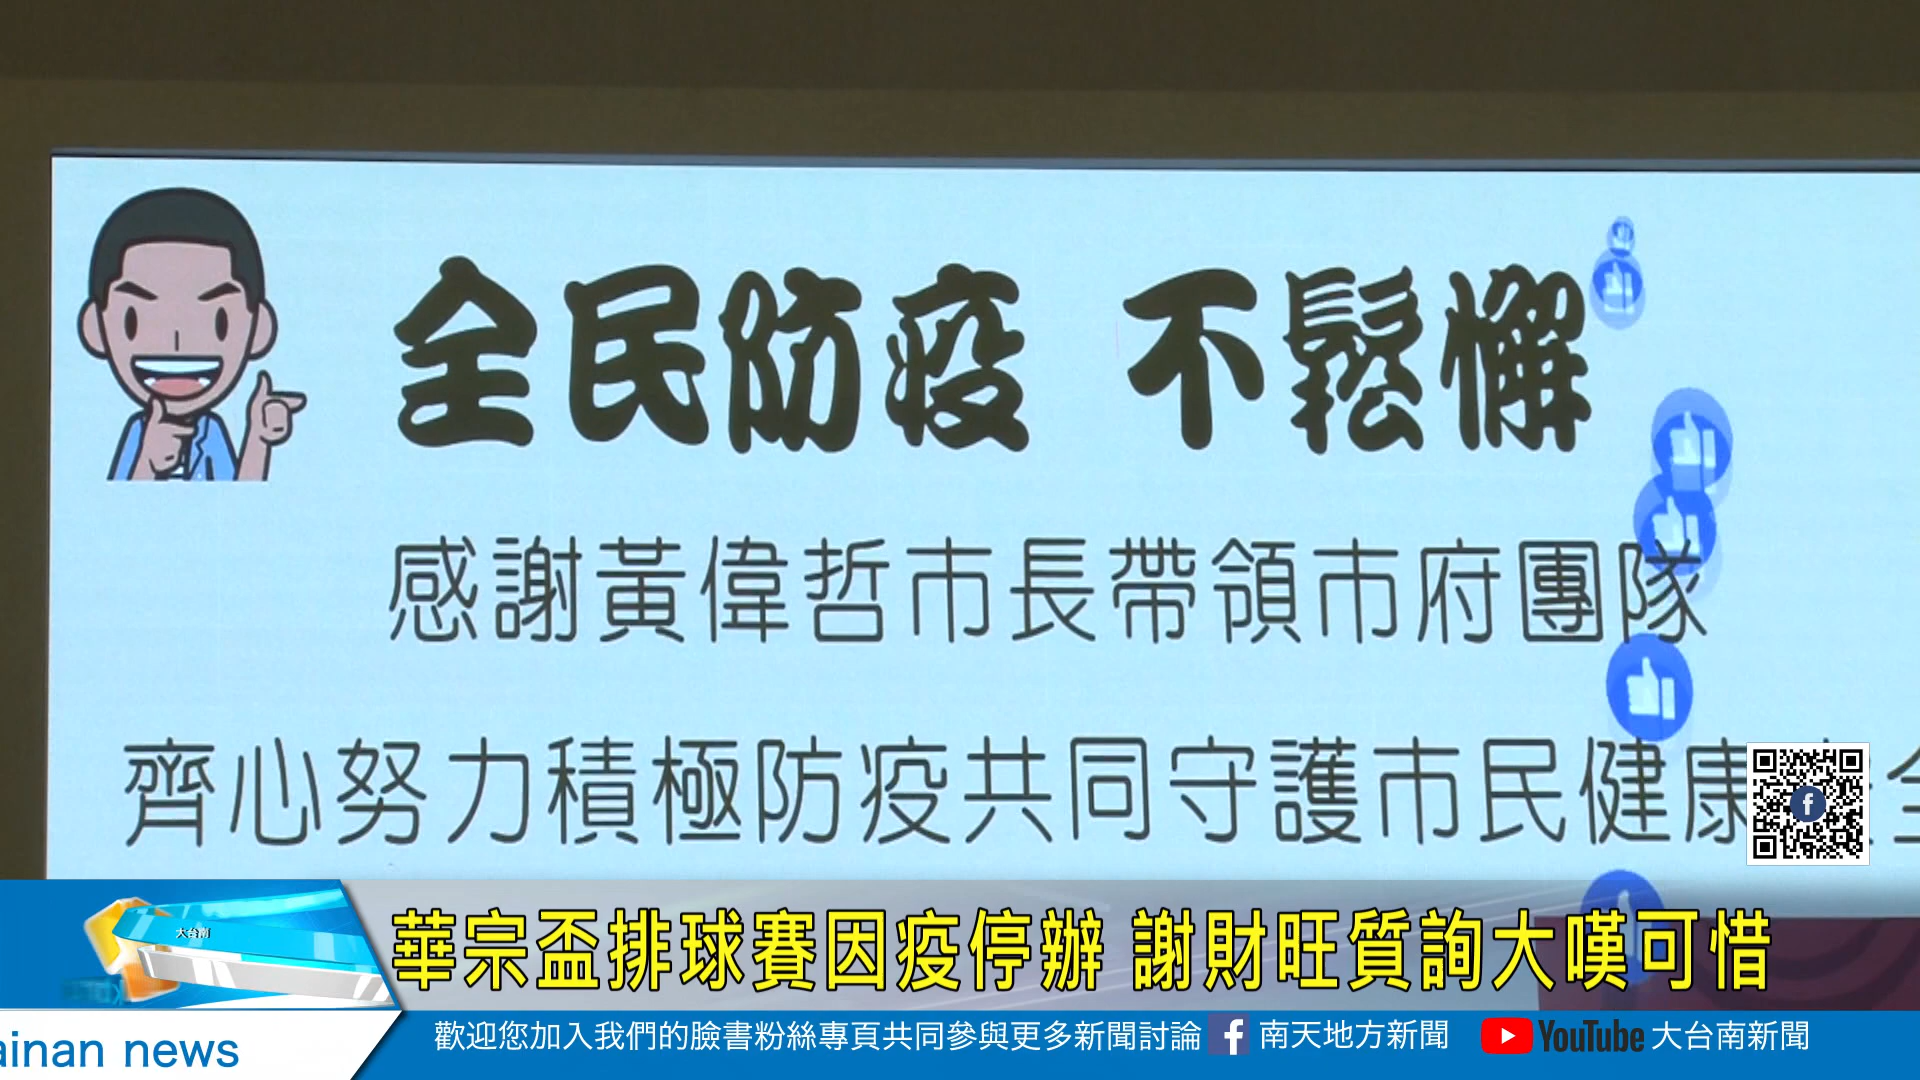 全民防疫 不鬆懈
感謝黃偉哲市長帶領市府團隊
齊心努力積極防疫共同守護市民健康
大台南
華宗盃排球賽因疫停辦 謝財旺質詢大嘆可惜
ainan news
歡迎您加入我們的臉書粉絲專頁共同參與更多新聞討論 f 南天地方新聞 YouTube 大台南新聞